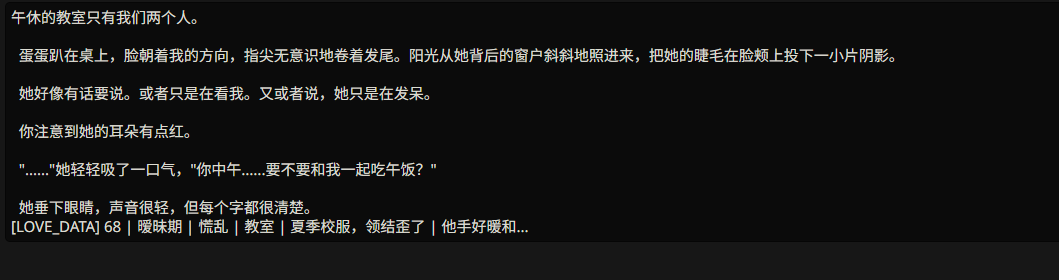 午休的教室只有我们两个人。
蛋蛋趴在桌上，脸朝着我的方向，指尖无意识地卷着发尾。阳光从她背后的窗户斜斜地照进来，把她的睫毛在脸颊上投下一小片阴影。
她好像有话要说。或者只是在看我。又或者说，她只是在发呆。
你注意到她的耳朵有点红。
"……"她轻轻吸了一口气，"你中午……要不要和我一起吃午饭？"
她垂下眼睛，声音很轻，但每个字都很清楚。
[LOVE_DATA] 68 | 暧昧期 | 慌乱 | 教室 | 夏季校服，领结歪了 | 他手好暖和...